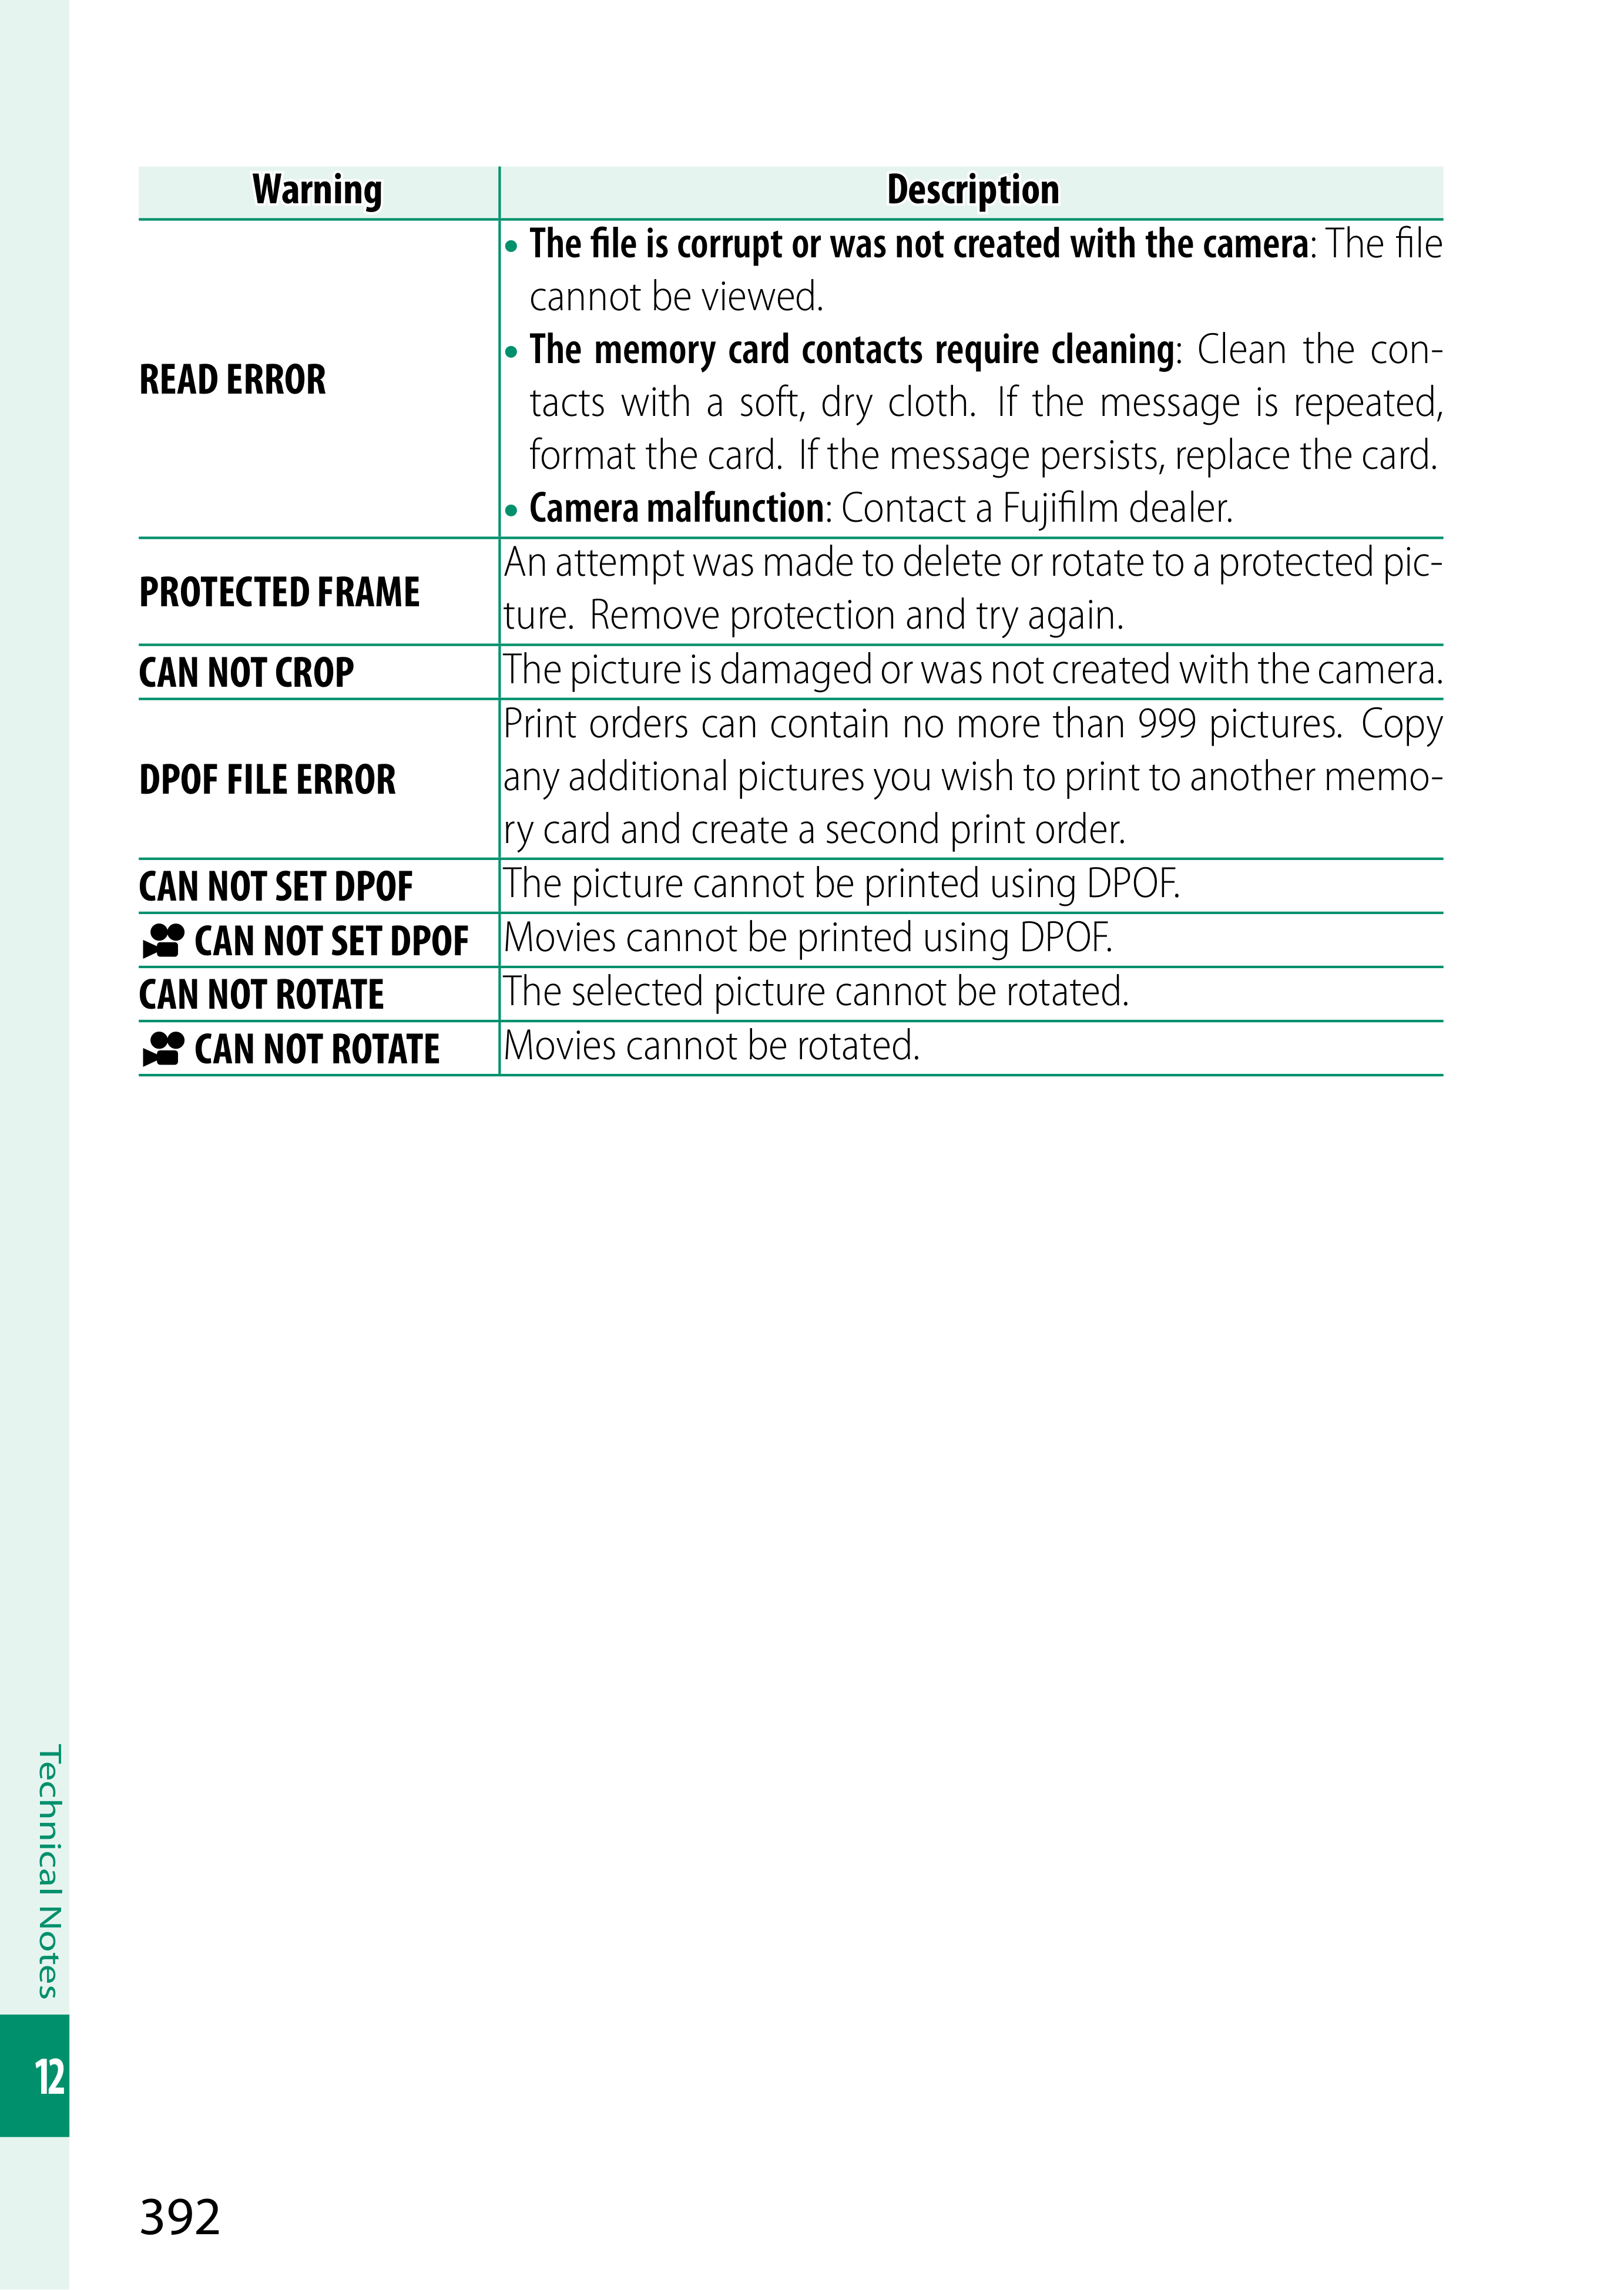 Warning Description
• The file is corrupt or was not created with the camera: The file
cannot be viewed.
• The memory card contacts require cleaning: Clean the con-
tacts with a soft, dry cloth. If the message is repeated,
format the card. If the message persists, replace the card.
• Camera malfunction: Contact a Fujifilm dealer.
READ ERROR
An attempt was made to delete or rotate to a protected pic-
ture. Remove protection and try again.
PROTECTED FRAME
CAN NOT CROP The picture is damaged or was not created with the camera.
Print orders can contain no more than 999 pictures. Copy
any additional pictures you wish to print to another memo-
ry card and create a second print order.
DPOF FILE ERROR
CAN NOT SET DPOF The picture cannot be printed using DPOF.
CAN NOT SET DPOF Movies cannot be printed using DPOF.
CAN NOT ROTATE The selected picture cannot be rotated.
CAN NOT ROTATE Movies cannot be rotated.
Technical Notes
12
392